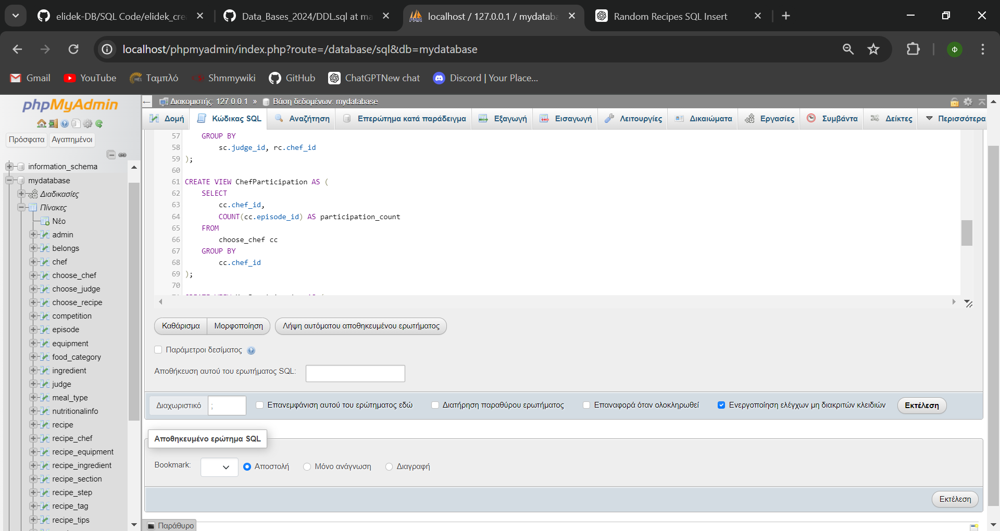 elidek-DB/SQL Code/elidek_cre
Data_Bases_2024/DDL.sql at ma
localhost / 127.0.0.1 / mydataba
Random Recipes SQL Insert
localhost/phpmyadmin/index.php?route=/database/sql&db=mydatabase
Φ
Gmail
YouTube
Ταμπλό
Shmmywiki
GitHub
ChatGPTNew chat
Discord | Your Place...
phpMyAdmin
Πρόσφατα
Αγαπημένοι
information_schema
mydatabase
Διαδικασίες
Πίνακες
Νέο
admin
belongs
chef
choose_chef
choose_judge
choose_recipe
competition
episode
equipment
food_category
ingredient
judge
meal_type
nutritionalinfo
recipe
recipe_chef
recipe_equipment
recipe_ingredient
recipe_section
recipe_step
recipe_tag
recipe_tips
Διακομιστής: 127.0.0.1 » Βάση δεδομένων: mydatabase
Δομή
Κώδικας SQL
Αναζήτηση
Επερώτημα κατά παράδειγμα
Εξαγωγή
Εισαγωγή
Λειτουργίες
Δικαιώματα
Εργασίες
Συμβάντα
Δείκτες
Περισσότερα
57 GROUP BY
58 sc.judge_id, rc.chef_id
59 );
60
61 CREATE VIEW ChefParticipation AS (
62 SELECT
63 cc.chef_id,
64 COUNT(cc.episode_id) AS participation_count
65 FROM
66 choose_chef cc
67 GROUP BY
68 cc.chef_id
69 );
70
Καθάρισμα
Μορφοποίηση
Λήψη αυτόματου αποθηκευμένου ερωτήματος
Παράμετροι δεσίματος
Αποθήκευση αυτού του ερωτήματος SQL:
Διαχωριστικό
;
Επανεμφάνιση αυτού του ερώτηματος εδώ
Διατήρηση παραθύρου ερωτήματος
Επαναφορά όταν ολοκληρωθεί
Ενεργοποίηση ελέγχων μη διακριτών κλειδιών
Εκτέλεση
Αποθηκευμένο ερώτημα SQL
Bookmark:
Αποστολή
Μόνο ανάγνωση
Διαγραφή
Εκτέλεση
Παράθυρο